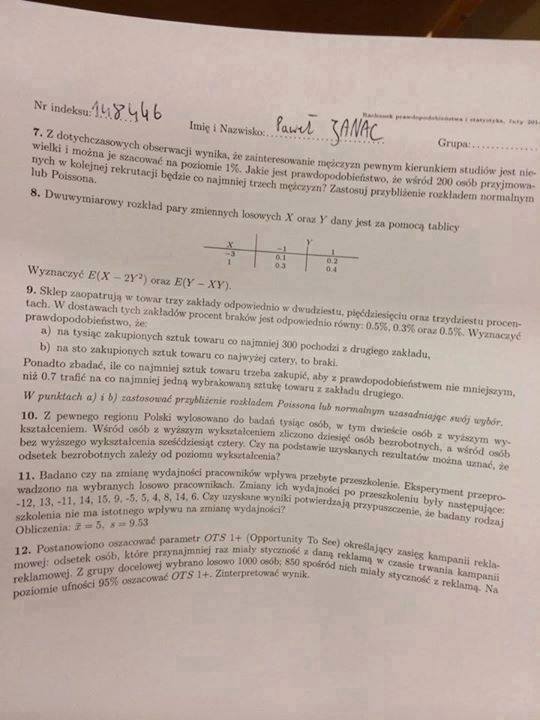 Rachunek prawdopodobieństwa i statystyka, luty
Nr indeksu: 148446 Imię i Nazwisko: Paweł ZANAC Grupa:
7. Z dotychczasowych obserwacji wynika, że zainteresowanie mężczyzn pewnym kierunkiem studiów jest nie-
wielki i można je szacować na poziomie 1%. Jakie jest prawdopodobieństwo, że wśród 200 osób przyjmowa-
nych w kolejnej rekrutacji będzie co najmniej trzech mężczyzn? Zastosuj przybliżenie rozkładem normalnym
lub Poissona.
8. Dwuwymiarowy rozkład pary zmiennych losowych X oraz Y dany jest za pomocą tablicy
Y
X -1 1
-3 0.1 0.2
1 0.3 0.4
Wyznaczyć E(X − 2Y²) oraz E(Y − XY).
9. Sklep zaopatrują w towar trzy zakłady odpowiednio w dwudziestu, pięćdziesięciu oraz trzydziestu procen-
tach. W dostawach tych zakładów procent braków jest odpowiednio równy: 0.5%, 0.3% oraz 0.5%. Wyznaczyć
prawdopodobieństwo, że:
a) na tysiąc zakupionych sztuk towaru co najmniej 300 pochodzi z drugiego zakładu,
b) na sto zakupionych sztuk towaru co najwyżej cztery, to braki.
Ponadto zbadać, ile co najmniej sztuk towaru trzeba zakupić, aby z prawdopodobieństwem nie mniejszym,
niż 0.7 trafić na co najmniej jedną wybrakowaną sztukę towaru z zakładu drugiego.
W punktach a) i b) zastosować przybliżenie rozkładem Poissona lub normalnym uzasadniając swój wybór.
10. Z pewnego regionu Polski wylosowano do badań tysiąc osób, w tym dwieście osób z wyższym wy-
kształceniem. Wśród osób z wyższym wykształceniem zliczono dziesięć osób bezrobotnych, a wśród osób
bez wyższego wykształcenia sześćdziesiąt cztery. Czy na podstawie uzyskanych rezultatów można uznać, że
odsetek bezrobotnych zależy od poziomu wykształcenia?
11. Badano czy na zmianę wydajności pracowników wpływa przebyte przeszkolenie. Eksperyment przepro-
wadzono na wybranych losowo pracownikach. Zmiany ich wydajności po przeszkoleniu były następujące:
-12, 13, -11, 14, 15, 9, -5, 5, 4, 8, 14, 6. Czy uzyskane wyniki potwierdzają przypuszczenie, że badany rodzaj
szkolenia nie ma istotnego wpływu na zmianę wydajności?
Obliczenia: x̄ = 5, s = 9.53
12. Postanowiono oszacować parametr OTS 1+ (Opportunity To See) określający zasięg kampanii rekla-
mowej: odsetek osób, które przynajmniej raz miały styczność z daną reklamą w czasie trwania kampanii
reklamowej. Z grupy docelowej wybrano losowo 1000 osób; 850 spośród nich miały styczność z reklamą. Na
poziomie ufności 95% oszacować OTS 1+. Zinterpretować wynik.